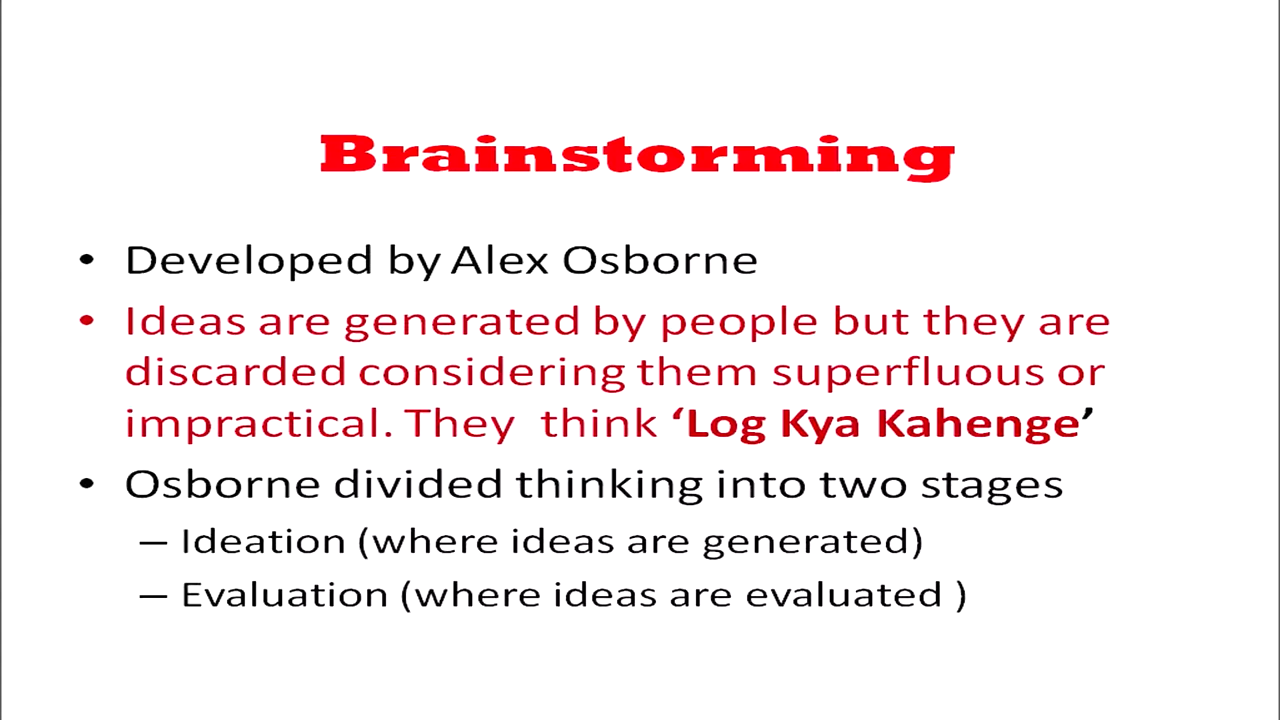 Brainstorming
• Developed by Alex Osborne
• Ideas are generated by people but they are
discarded considering them superfluous or
impractical. They think ‘Log Kya Kahenge’
• Osborne divided thinking into two stages
– Ideation (where ideas are generated)
– Evaluation (where ideas are evaluated )